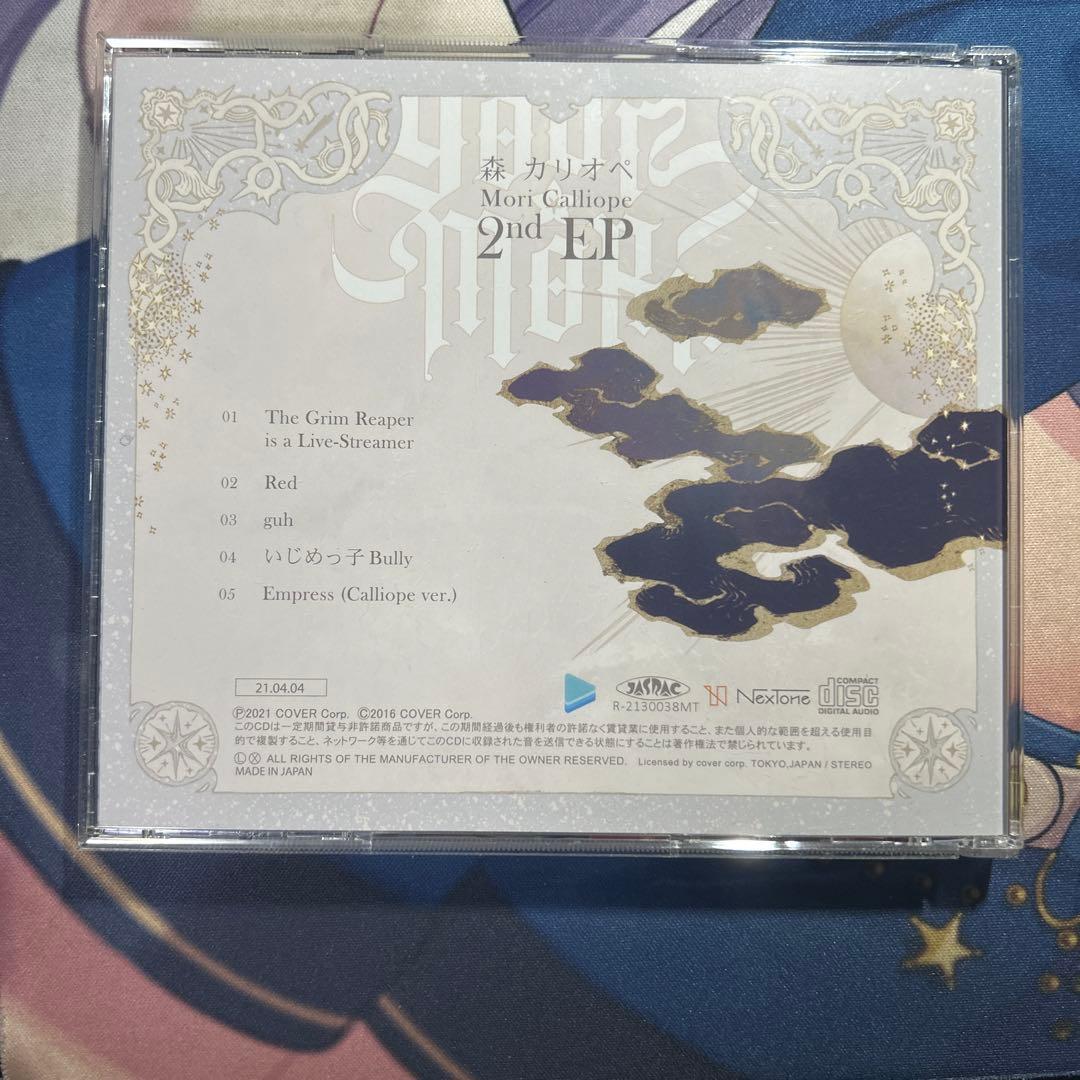 your
Mori.
森 カリオペ
Mori Calliope
2nd EP
01 The Grim Reaper
is a Live-Streamer
02 Red
03 guh
04 いじめっ子 Bully
05 Empress (Calliope ver.)
21.04.04
JASRAC
R-2130038MT
NexTone
COMPACT
disc
DIGITAL AUDIO
Ⓟ2021 COVER Corp. Ⓒ2016 COVER Corp.
このCDは一定期間貸与非許諾商品ですが、この期間経過後も権利者の許諾なく賃貸業に使用すること、また個人的な範囲を超える使用目
的で複製すること、ネットワーク等を通じてこのCDに収録された音を送信できる状態にすることは著作権法で禁じられています。
Ⓛ Ⓧ ALL RIGHTS OF THE MANUFACTURER OF THE OWNER RESERVED. Licensed by cover corp. TOKYO,JAPAN / STEREO
MADE IN JAPAN